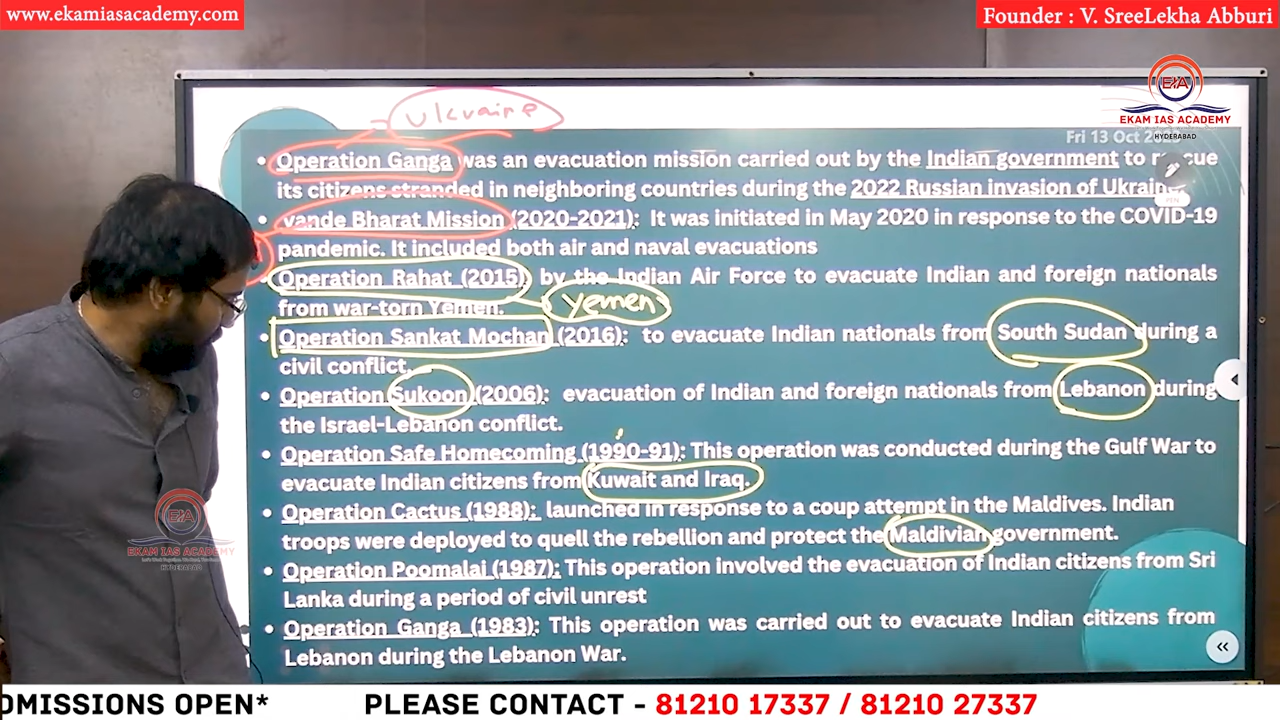 www.ekamiasacademy.com
Founder : V. SreeLekha Abburi
EIA
EKAM IAS ACADEMY
HYDERABAD
Fri 13 Oct
Ukraine
• Operation Ganga was an evacuation mission carried out by the Indian government to rescue
its citizens stranded in neighboring countries during the 2022 Russian invasion of Ukraine.
PEN
• vande Bharat Mission (2020-2021): It was initiated in May 2020 in response to the COVID-19
pandemic. It included both air and naval evacuations
• Operation Rahat (2015) by the Indian Air Force to evacuate Indian and foreign nationals
from war-torn Yemen. Yemen
• Operation Sankat Mochan (2016): to evacuate Indian nationals from South Sudan during a
civil conflict.
• Operation Sukoon (2006): evacuation of Indian and foreign nationals from Lebanon during
the Israel-Lebanon conflict.
• Operation Safe Homecoming (1990-91): This operation was conducted during the Gulf War to
evacuate Indian citizens from Kuwait and Iraq.
• Operation Cactus (1988): launched in response to a coup attempt in the Maldives. Indian
troops were deployed to quell the rebellion and protect the Maldivian government.
• Operation Poomalai (1987): This operation involved the evacuation of Indian citizens from Sri
Lanka during a period of civil unrest
• Operation Ganga (1983): This operation was carried out to evacuate Indian citizens from
Lebanon during the Lebanon War.
EIA
EKAM IAS ACADEMY
HYDERABAD
DMISSIONS OPEN* PLEASE CONTACT - 81210 17337 / 81210 27337